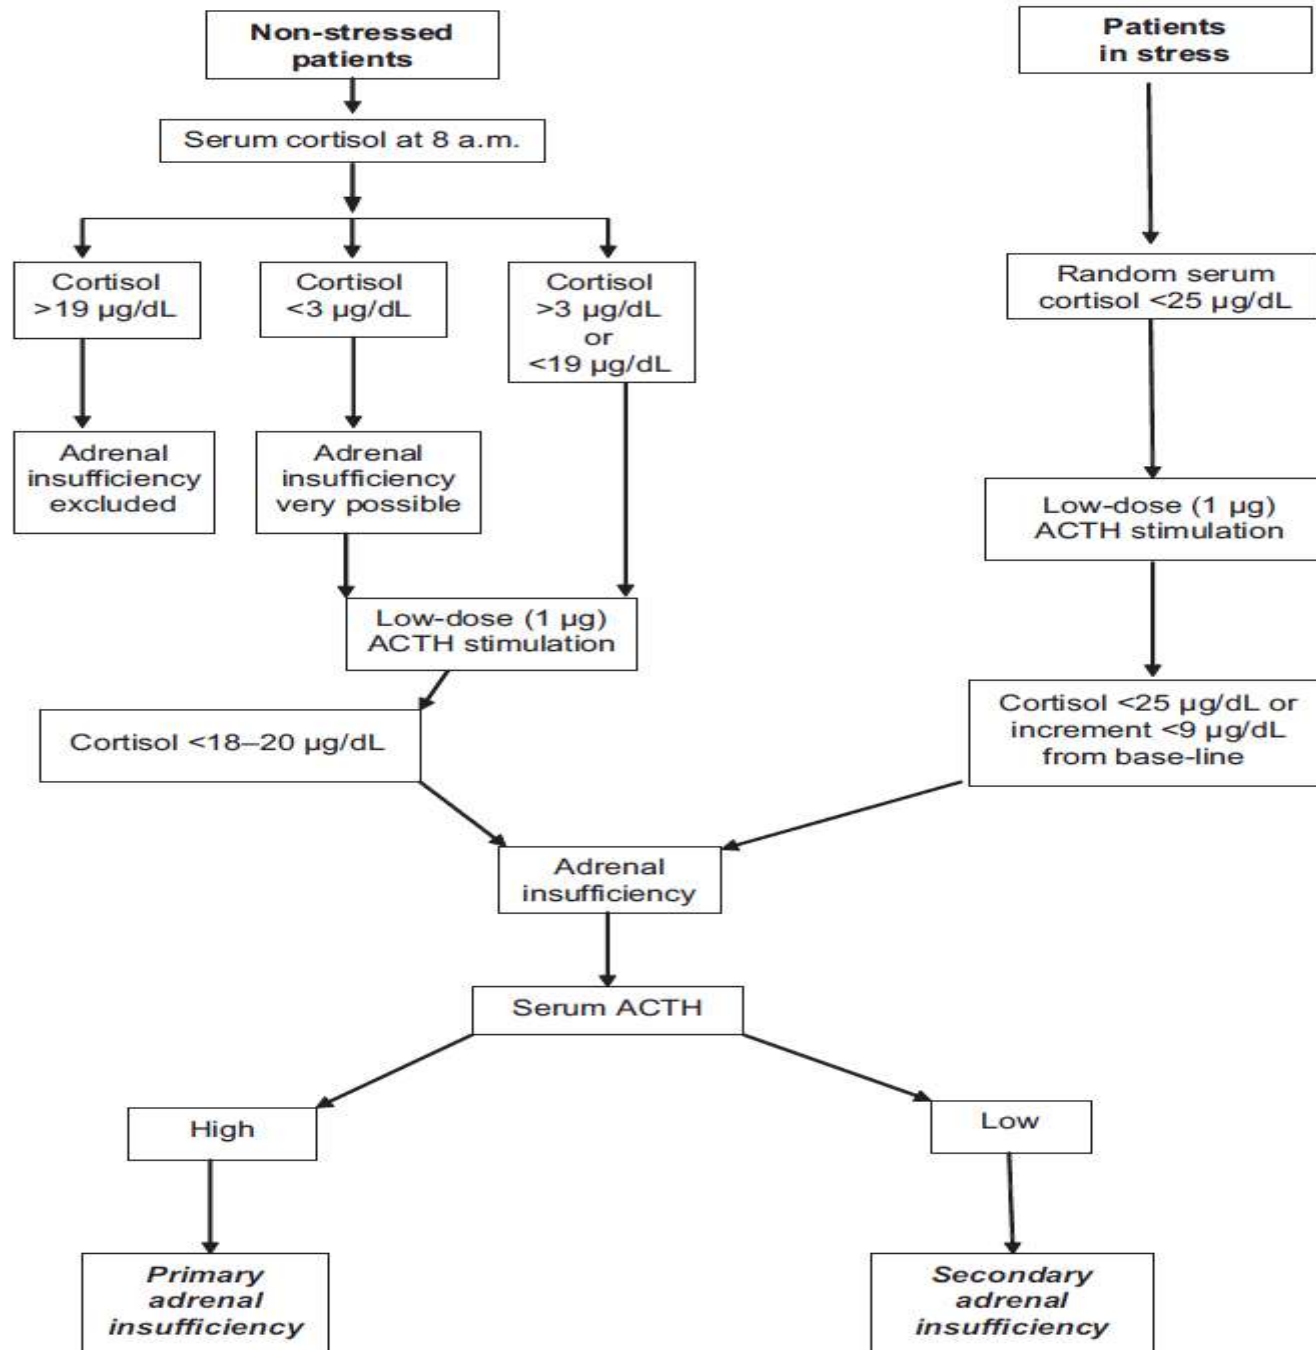 Non-stressed
patients
Patients
in stress
Serum cortisol at 8 a.m.
Cortisol
>19 µg/dL
Cortisol
<3 µg/dL
Cortisol
>3 µg/dL
or
<19 µg/dL
Random serum
cortisol <25 µg/dL
Adrenal
insufficiency
excluded
Adrenal
insufficiency
very possible
Low-dose (1 µg)
ACTH stimulation
Low-dose (1 µg)
ACTH stimulation
Cortisol <18–20 µg/dL
Cortisol <25 µg/dL or
increment <9 µg/dL
from base-line
Adrenal
insufficiency
Serum ACTH
High
Low
Primary
adrenal
insufficiency
Secondary
adrenal
insufficiency